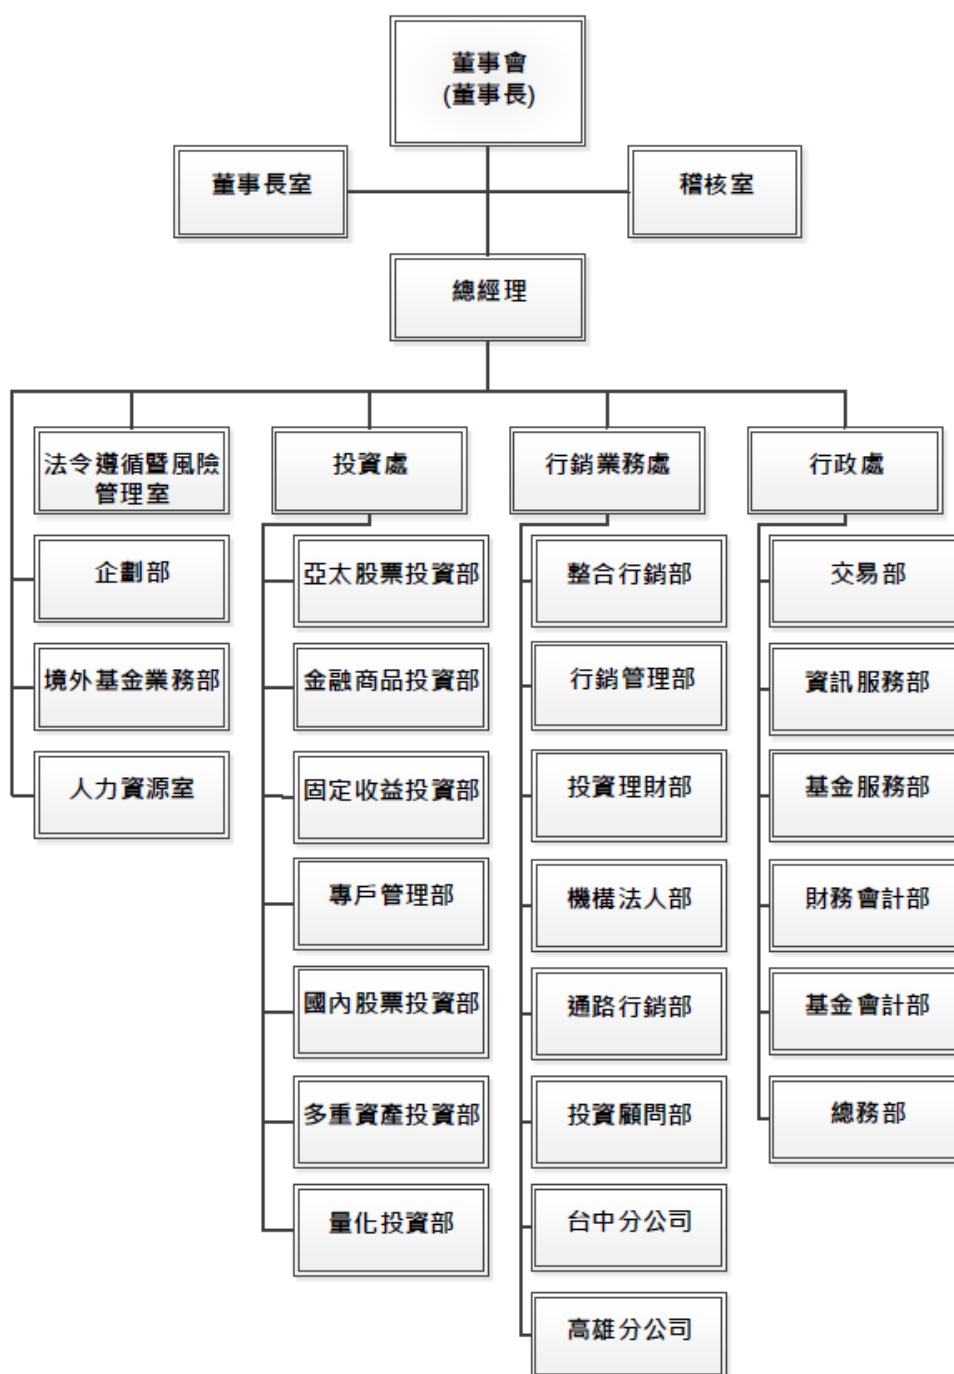 董事會
(董事長)
董事長室
稽核室
總經理
法令遵循暨風險
管理室
投資處
行銷業務處
行政處
企劃部
亞太股票投資部
整合行銷部
交易部
境外基金業務部
金融商品投資部
行銷管理部
資訊服務部
人力資源室
固定收益投資部
投資理財部
基金服務部
專戶管理部
機構法人部
財務會計部
國內股票投資部
通路行銷部
基金會計部
多重資產投資部
投資顧問部
總務部
量化投資部
台中分公司
高雄分公司